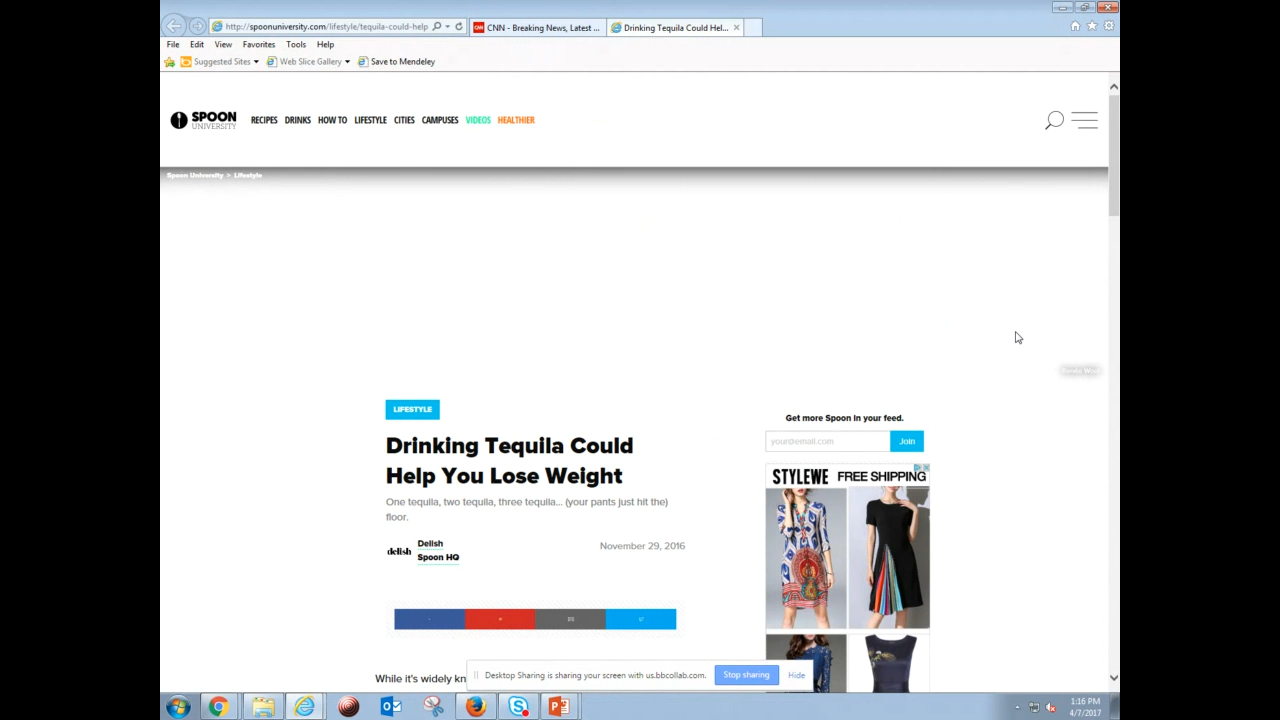 http://spoonuniversity.com/lifestyle/tequila-could-help
CNN - Breaking News, Latest ...
Drinking Tequila Could Hel...
File Edit View Favorites Tools Help
Suggested Sites Web Slice Gallery Save to Mendeley
SPOON
UNIVERSITY
RECIPES DRINKS HOW TO LIFESTYLE CITIES CAMPUSES VIDEOS HEALTHIER
Spoon University > Lifestyle
LIFESTYLE
Drinking Tequila Could
Help You Lose Weight
One tequila, two tequila, three tequila... (your pants just hit the)
floor.
delish
Delish
Spoon HQ
November 29, 2016
Get more Spoon in your feed.
your@email.com
Join
STYLEWE FREE SHIPPING
While it's widely kn
Desktop Sharing is sharing your screen with us.bbcollab.com.
Stop sharing
Hide
1:16 PM
4/7/2017